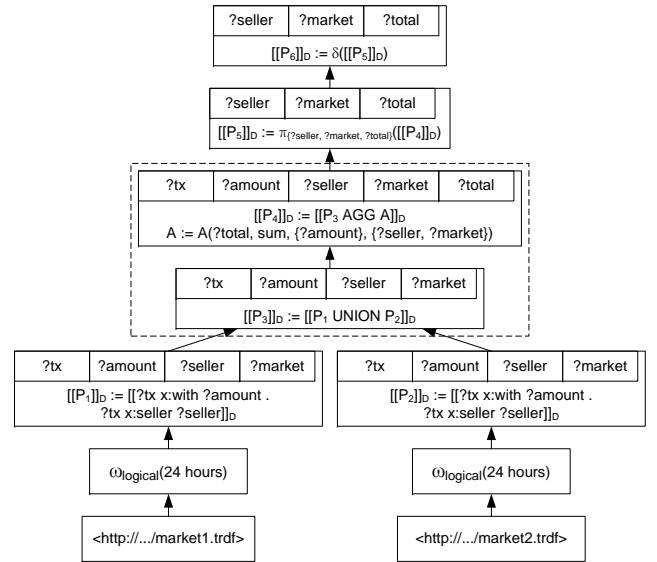 ?seller ?market ?total
[[P6]]D := δ([[P5]]D)
?seller ?market ?total
[[P5]]D := π{?seller, ?market, ?total}([[P4]]D)
?tx ?amount ?seller ?market ?total
[[P4]]D := [[P3 AGG A]]D
A := A(?total, sum, {?amount}, {?seller, ?market})
?tx ?amount ?seller ?market
[[P3]]D := [[P1 UNION P2]]D
?tx ?amount ?seller ?market
[[P1]]D := [[?tx x:with ?amount .
?tx x:seller ?seller]]D
?tx ?amount ?seller ?market
[[P2]]D := [[?tx x:with ?amount .
?tx x:seller ?seller]]D
ωlogical(24 hours)
ωlogical(24 hours)
<http://.../market1.trdf>
<http://.../market2.trdf>